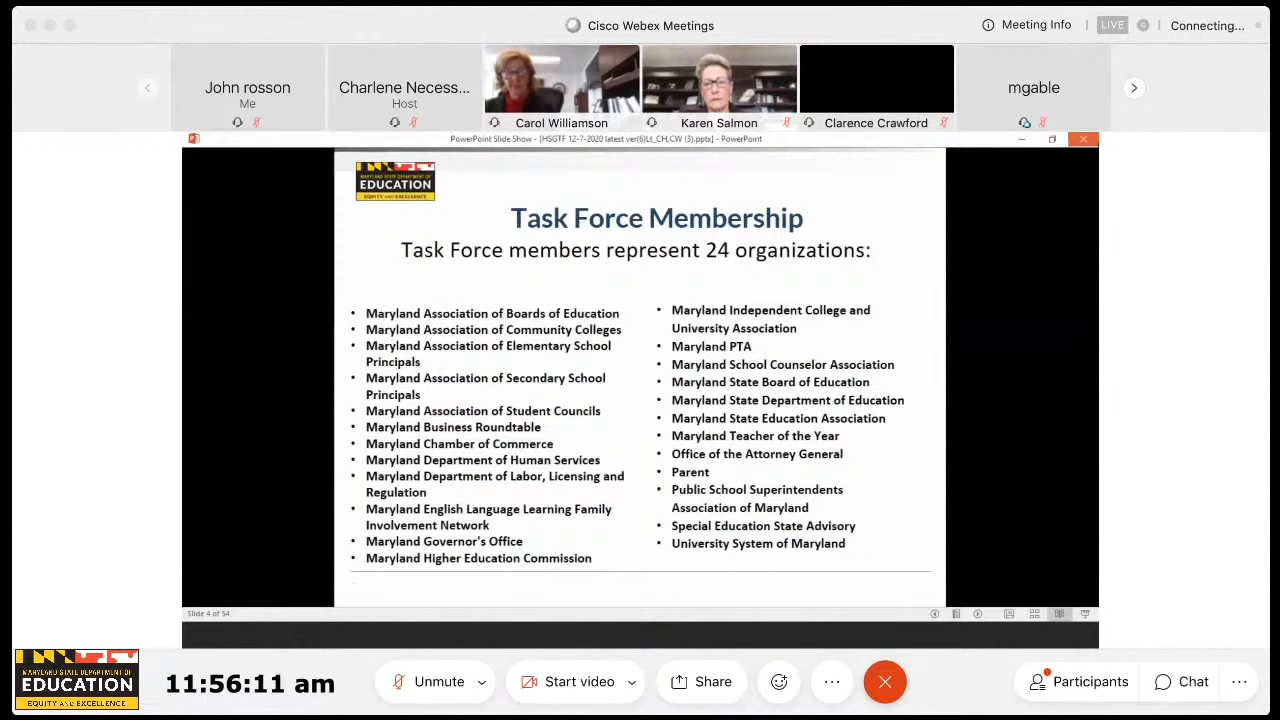 Cisco Webex Meetings
Meeting Info
LIVE
Connecting...
John rosson
Me
Charlene Necess...
Host
Carol Williamson
Karen Salmon
Clarence Crawford
mgable
PowerPoint Slide Show - [HSGTF 12-7-2020 latest ver(6)Lt_CH,CW (3).pptx] - PowerPoint
MARYLAND STATE DEPARTMENT OF
EDUCATION
EQUITY AND EXCELLENCE
Task Force Membership
Task Force members represent 24 organizations:
• Maryland Association of Boards of Education
• Maryland Association of Community Colleges
• Maryland Association of Elementary School
Principals
• Maryland Association of Secondary School
Principals
• Maryland Association of Student Councils
• Maryland Business Roundtable
• Maryland Chamber of Commerce
• Maryland Department of Human Services
• Maryland Department of Labor, Licensing and
Regulation
• Maryland English Language Learning Family
Involvement Network
• Maryland Governor's Office
• Maryland Higher Education Commission
• Maryland Independent College and
University Association
• Maryland PTA
• Maryland School Counselor Association
• Maryland State Board of Education
• Maryland State Department of Education
• Maryland State Education Association
• Maryland Teacher of the Year
• Office of the Attorney General
• Parent
• Public School Superintendents
Association of Maryland
• Special Education State Advisory
• University System of Maryland
Slide 4 of 54
MARYLAND STATE DEPARTMENT OF
EDUCATION
EQUITY AND EXCELLENCE
11:56:11 am
Unmute
Start video
Share
Participants
Chat